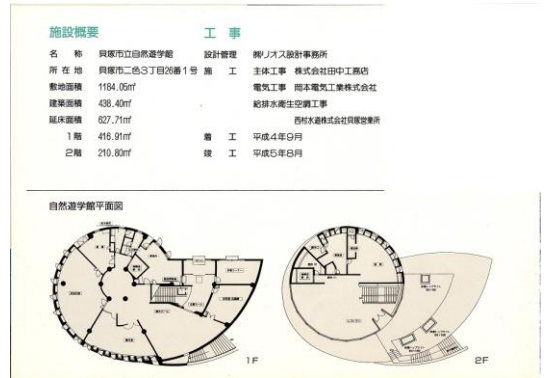 施設概要
名 称 貝塚市立自然遊学館
所 在 地 貝塚市二色3丁目26番1号
敷地面積 1184.05㎡
建築面積 438.40㎡
延床面積 627.71㎡
1階 416.91㎡
2階 210.80㎡
工 事
設計管理 ㈱リオス設計事務所
施 工 主体工事 株式会社田中工務店
電気工事 岡本電気工業株式会社
給排水衛生空調工事
西村水道株式会社貝塚営業所
着 工 平成4年9月
竣 工 平成5年8月
自然遊学館平面図
1F
2F